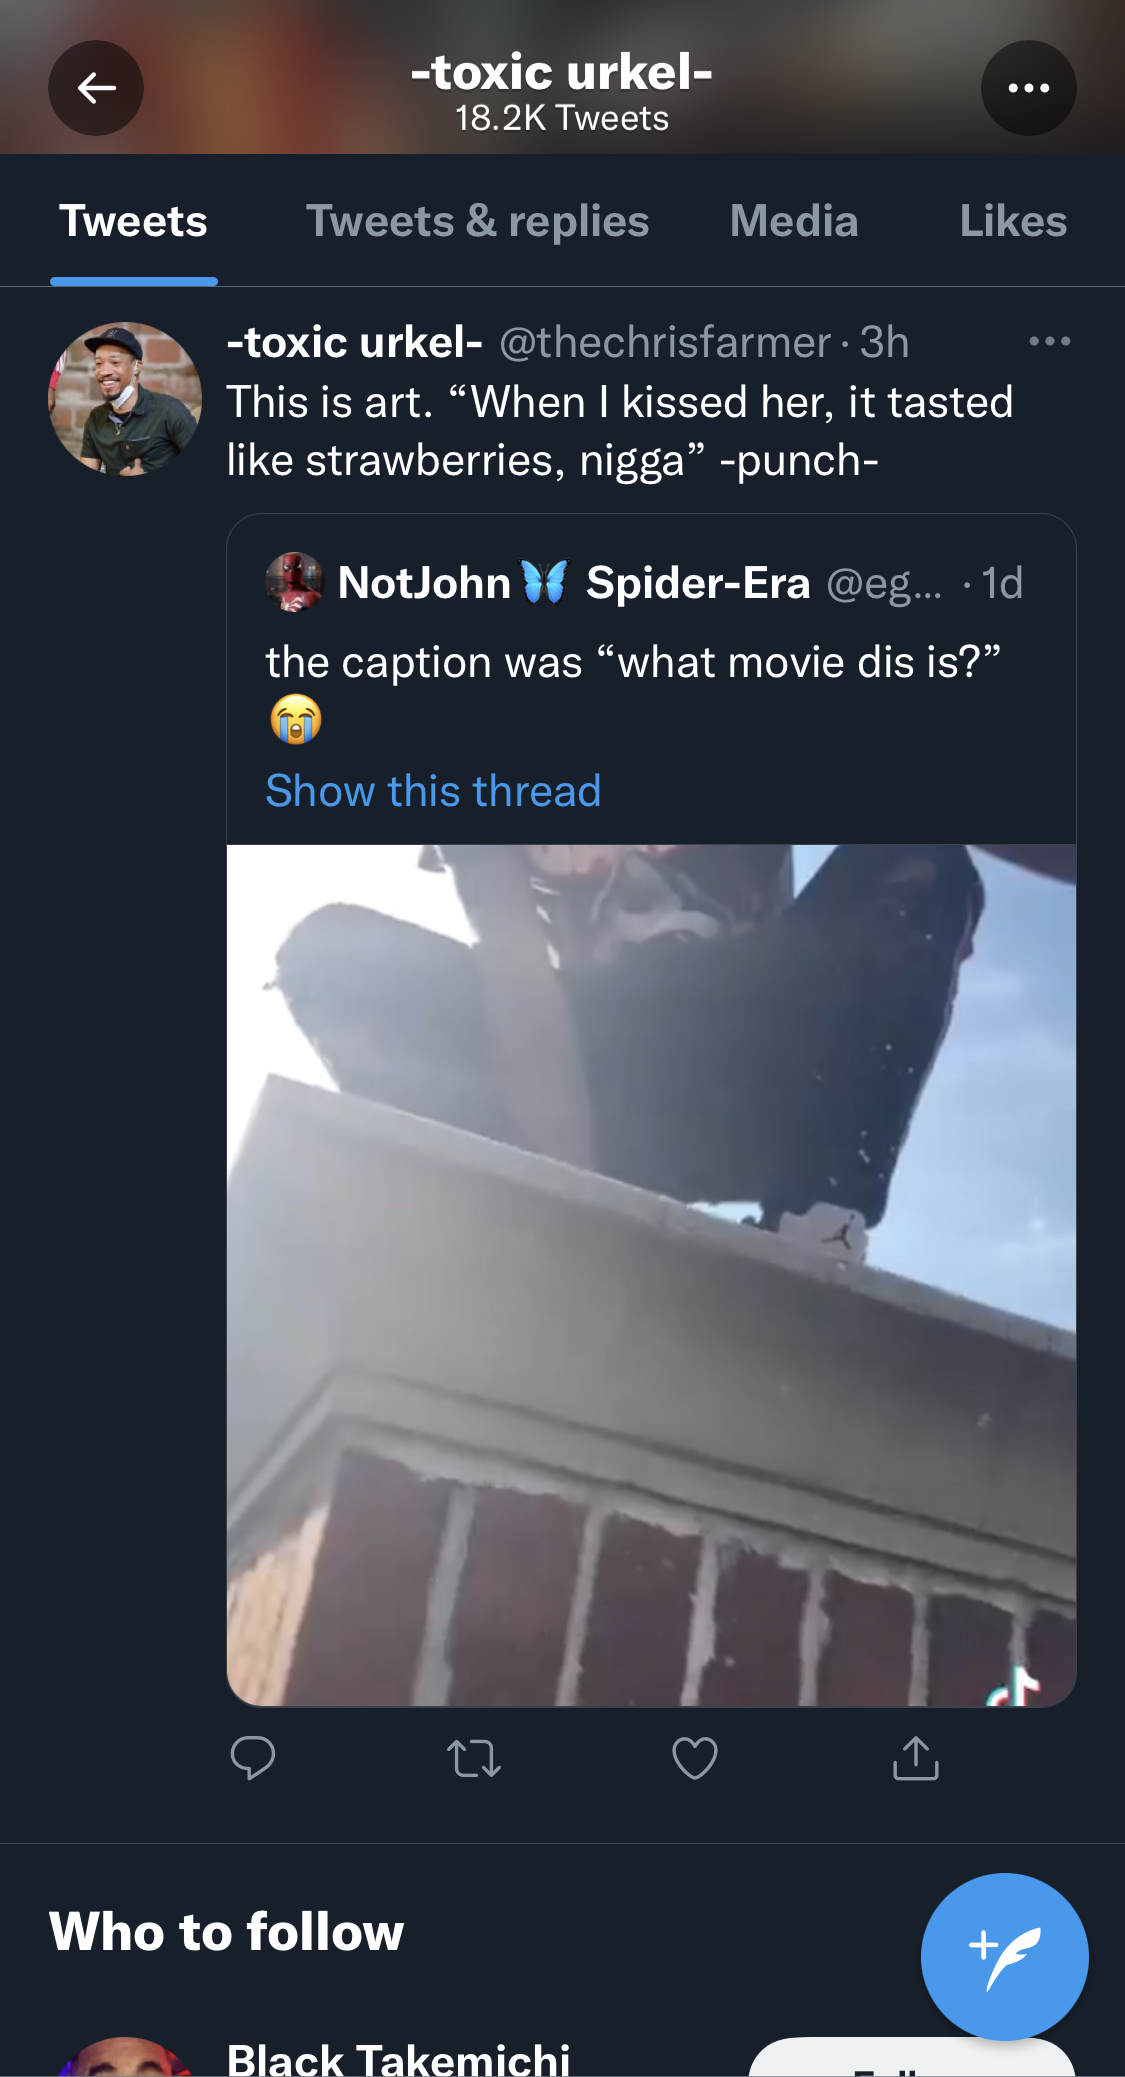 -toxic urkel-
18.2K Tweets
Tweets Tweets & replies Media Likes
-toxic urkel- @thechrisfarmer · 3h
This is art. “When I kissed her, it tasted
like strawberries, nigga” -punch-
NotJohn🦋 Spider-Era @eg... · 1d
the caption was “what movie dis is?”
😭
Show this thread
Who to follow
Black Takemichi